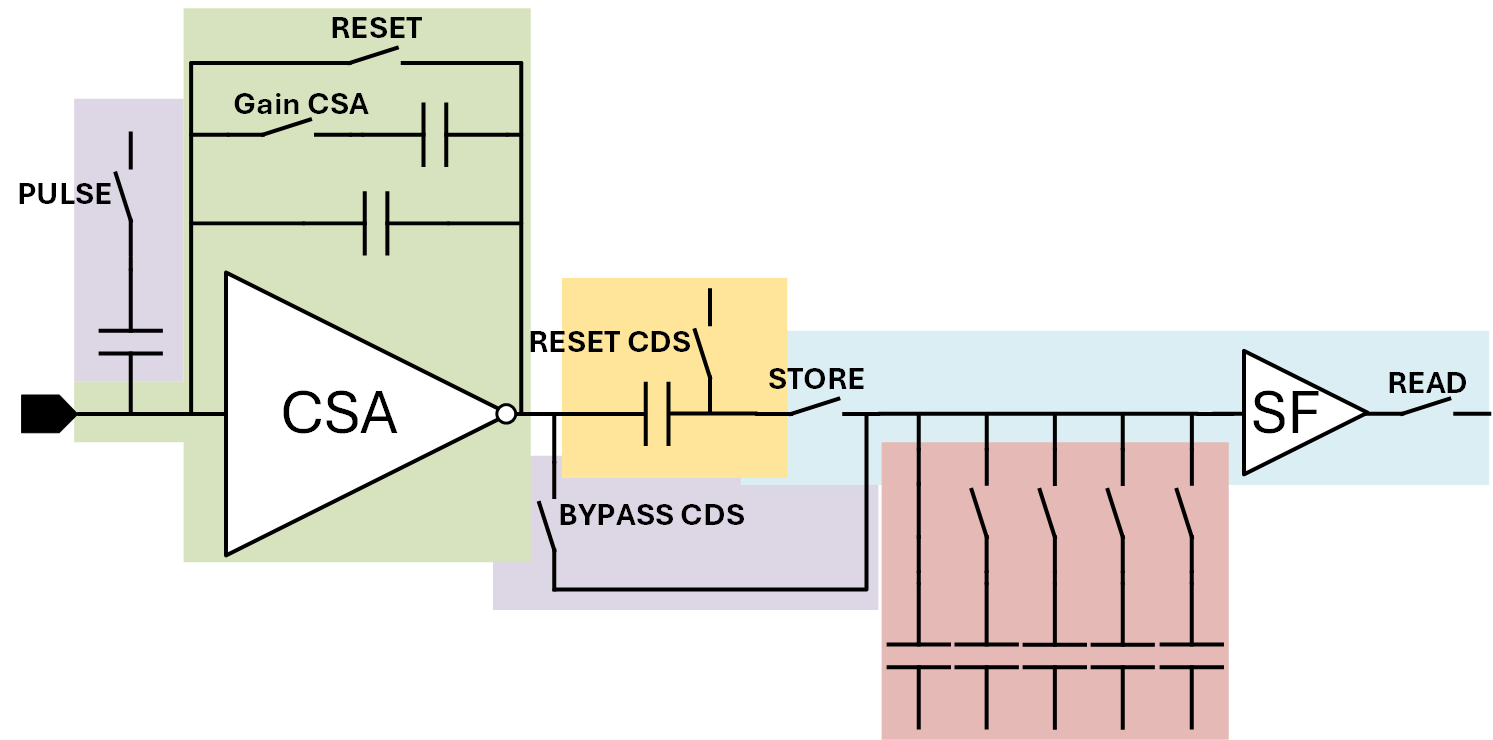 RESET
Gain CSA
PULSE
RESET CDS
STORE
READ
CSA
SF
BYPASS CDS